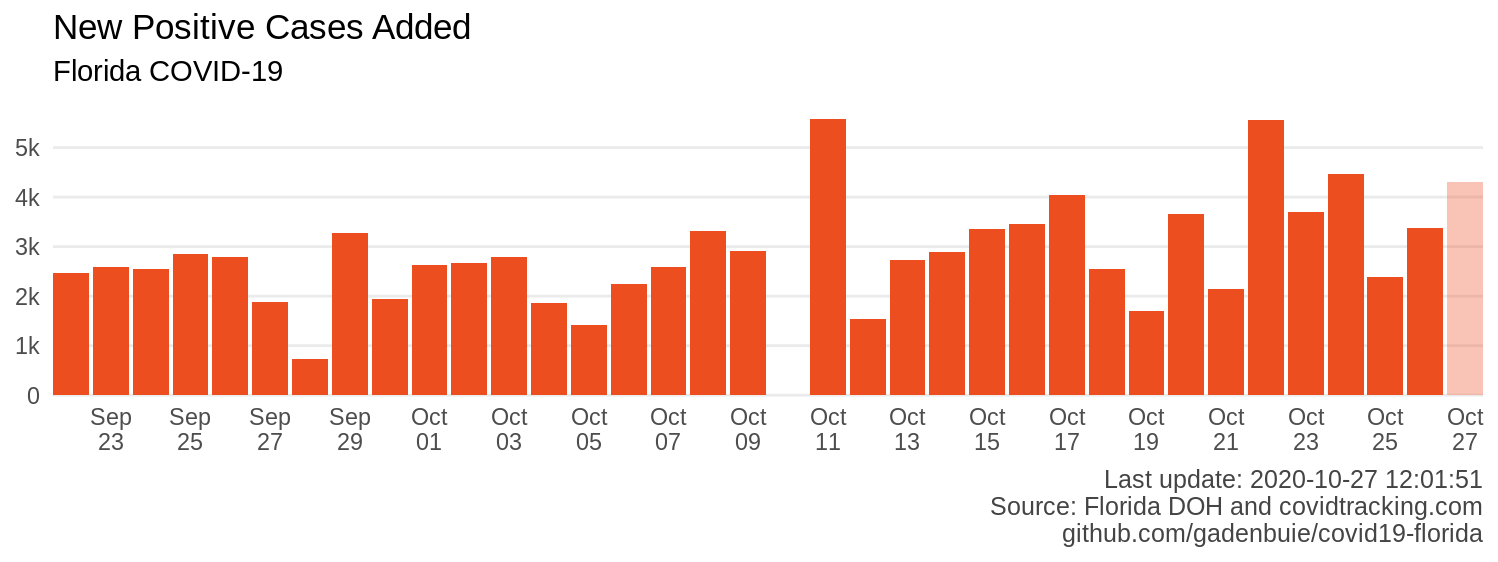 New Positive Cases Added
Florida COVID-19
5k
4k
3k
2k
1k
0
Sep Sep Sep Sep Oct Oct Oct Oct Oct Oct Oct Oct Oct Oct Oct Oct Oct Oct
23 25 27 29 01 03 05 07 09 11 13 15 17 19 21 23 25 27
Last update: 2020-10-27 12:01:51
Source: Florida DOH and covidtracking.com
github.com/gadenbuie/covid19-florida